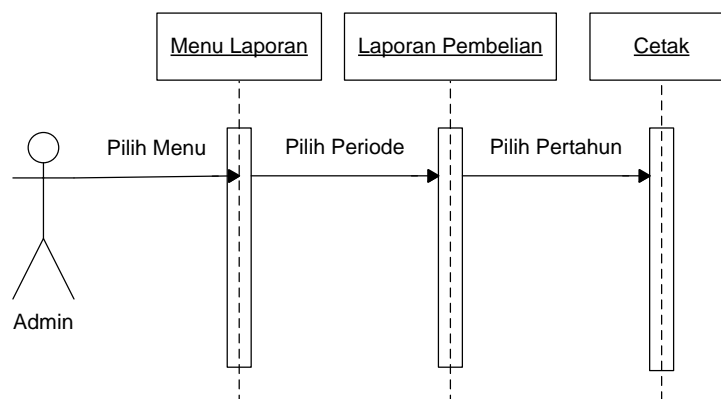 Menu Laporan
Laporan Pembelian
Cetak
Pilih Menu
Pilih Periode
Pilih Pertahun
Admin